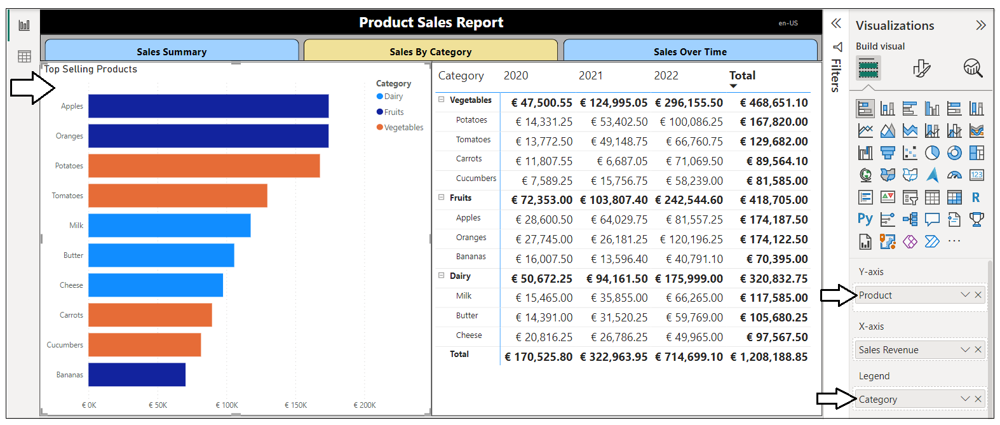 Product Sales Report
en-US
Sales Summary
Sales By Category
Sales Over Time
Top Selling Products
Category
Dairy
Fruits
Vegetables
Apples
Oranges
Potatoes
Tomatoes
Milk
Butter
Cheese
Carrots
Cucumbers
Bananas
€ 0K € 50K € 100K € 150K € 200K
Category 2020 2021 2022 Total
Vegetables € 47,500.55 € 124,995.05 € 296,155.50 € 468,651.10
Potatoes € 14,331.25 € 53,402.50 € 100,086.25 € 167,820.00
Tomatoes € 13,772.50 € 49,148.75 € 66,760.75 € 129,682.00
Carrots € 11,807.55 € 6,687.05 € 71,069.50 € 89,564.10
Cucumbers € 7,589.25 € 15,756.75 € 58,239.00 € 81,585.00
Fruits € 72,353.00 € 103,807.40 € 242,544.60 € 418,705.00
Apples € 28,600.50 € 64,029.75 € 81,557.25 € 174,187.50
Oranges € 27,745.00 € 26,181.25 € 120,196.25 € 174,122.50
Bananas € 16,007.50 € 13,596.40 € 40,791.10 € 70,395.00
Dairy € 50,672.25 € 94,161.50 € 175,999.00 € 320,832.75
Milk € 15,465.00 € 35,855.00 € 66,265.00 € 117,585.00
Butter € 14,391.00 € 31,520.25 € 59,769.00 € 105,680.25
Cheese € 20,816.25 € 26,786.25 € 49,965.00 € 97,567.50
Total € 170,525.80 € 322,963.95 € 714,699.10 € 1,208,188.85
Filters
Visualizations
Build visual
123
R
Py
Y-axis
Product
X-axis
Sales Revenue
Legend
Category